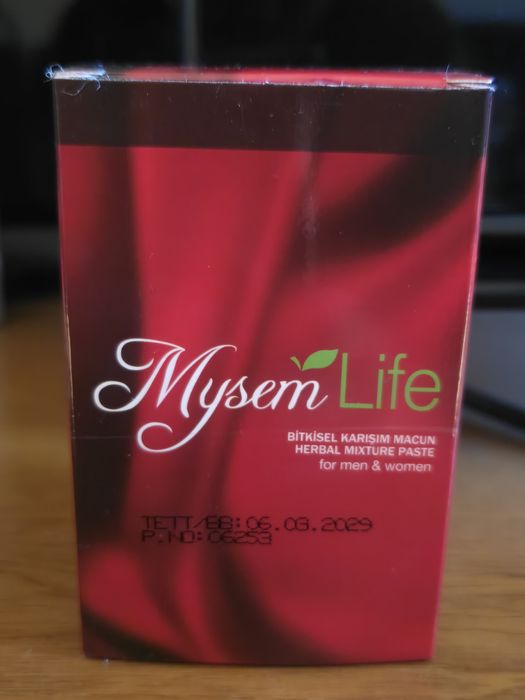 Mysem Life
BİTKİSEL KARIŞIM MACUN
HERBAL MIXTURE PASTE
for men & women
TETT/BB:06.03.2029
P.NO:06253